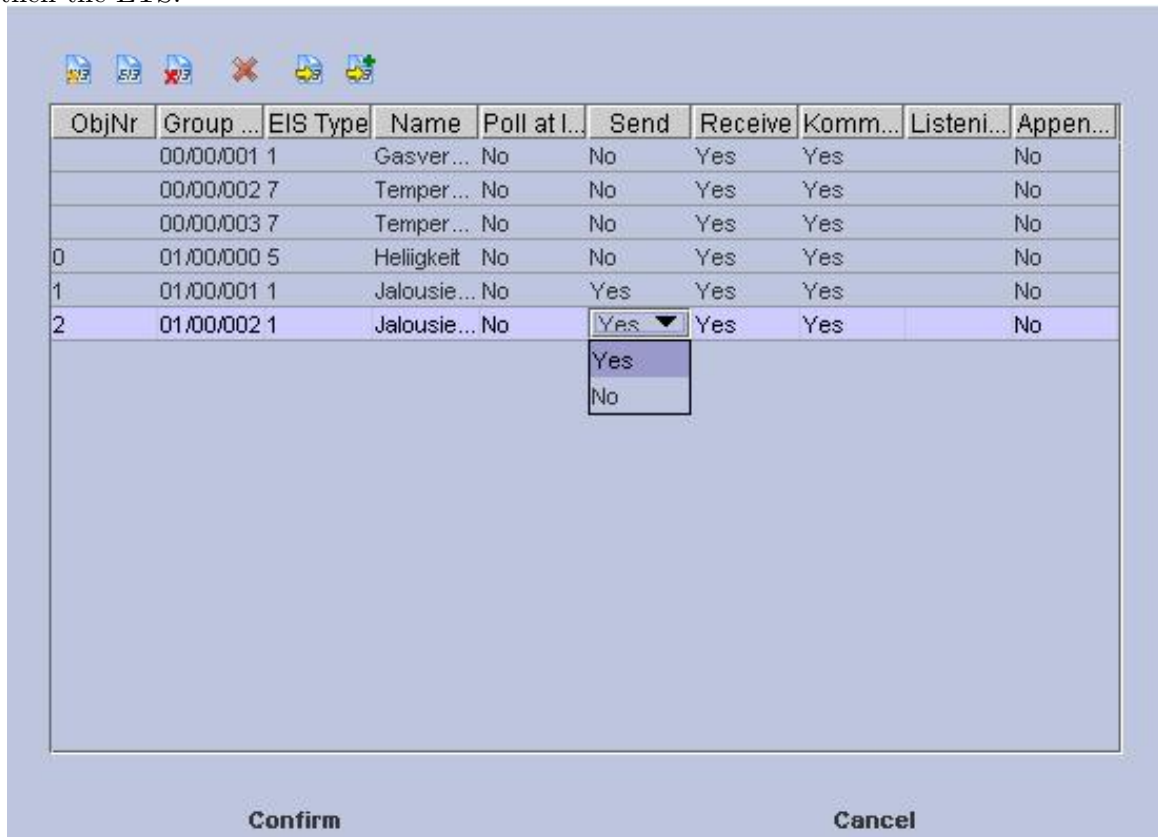 then the ETS.
ObjNr Group ... EIS Type Name Poll at I... Send Receive Komm... Listeni... Appen...
00/00/001 1 Gasver... No No Yes Yes No
00/00/002 7 Temper... No No Yes Yes No
00/00/003 7 Temper... No No Yes Yes No
0 01/00/000 5 Heliigkeit No No Yes Yes No
1 01/00/001 1 Jalousie... No Yes Yes Yes No
2 01/00/002 1 Jalousie... No Yes Yes Yes No
Yes
No
Confirm Cancel